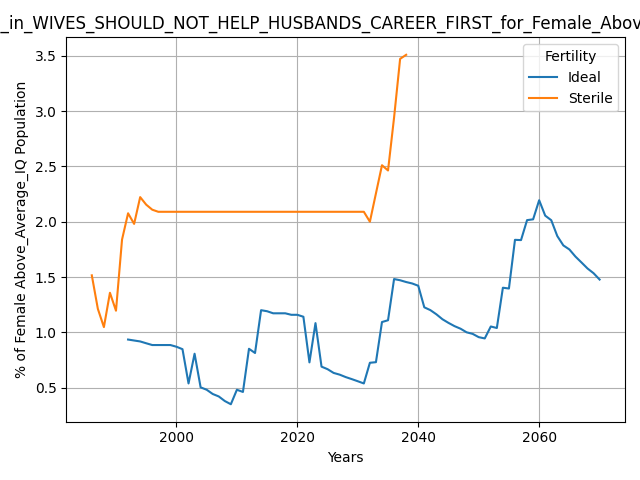 _in_WIVES_SHOULD_NOT_HELP_HUSBANDS_CAREER_FIRST_for_Female_Abov
Fertility
Ideal
Sterile
% of Female Above_Average_IQ Population
3.5
3.0
2.5
2.0
1.5
1.0
0.5
2000
2020
2040
2060
Years